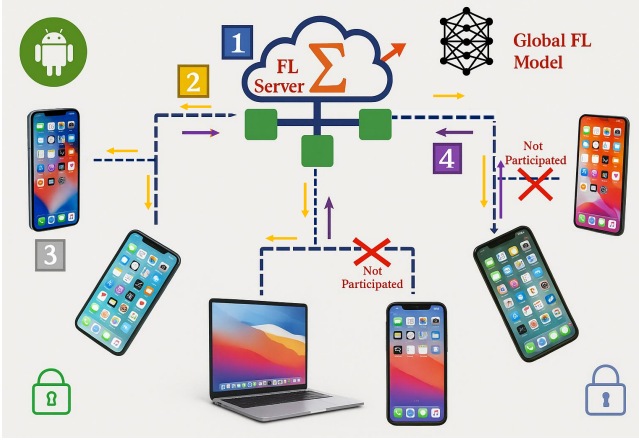 1
FL
Server
Σ
Global FL
Model
2
4
Not
Participated
3
Not
Participated